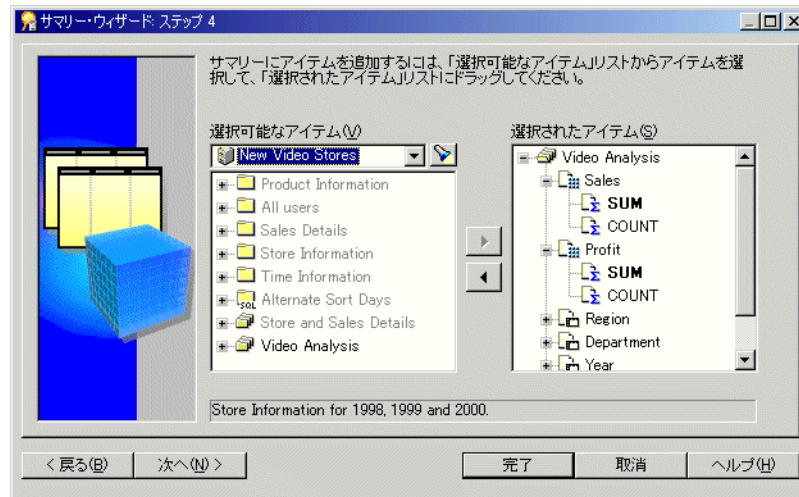 サマリー・ウィザード: ステップ 4
サマリーにアイテムを追加するには、「選択可能なアイテム」リストからアイテムを選
択して、「選択されたアイテム」リストにドラッグしてください。
選択可能なアイテム(V)
New Video Stores
Product Information
All users
Sales Details
Store Information
Time Information
SQL Alternate Sort Days
Store and Sales Details
Video Analysis
選択されたアイテム(S)
Video Analysis
Sales
SUM
COUNT
Profit
SUM
COUNT
Region
Department
Year
Store Information for 1998, 1999 and 2000.
< 戻る(B) 次へ(N) > 完了 取消 ヘルプ(H)